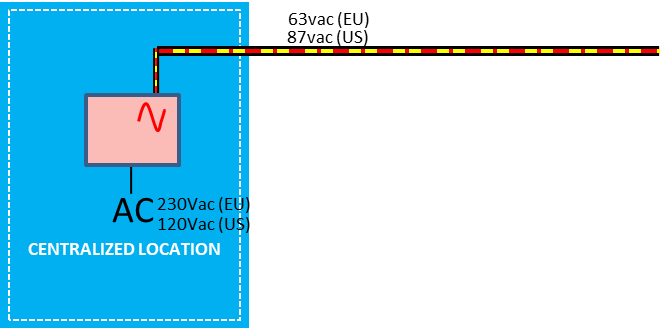 63vac (EU)
87vac (US)
AC
230Vac (EU)
120Vac (US)
CENTRALIZED LOCATION